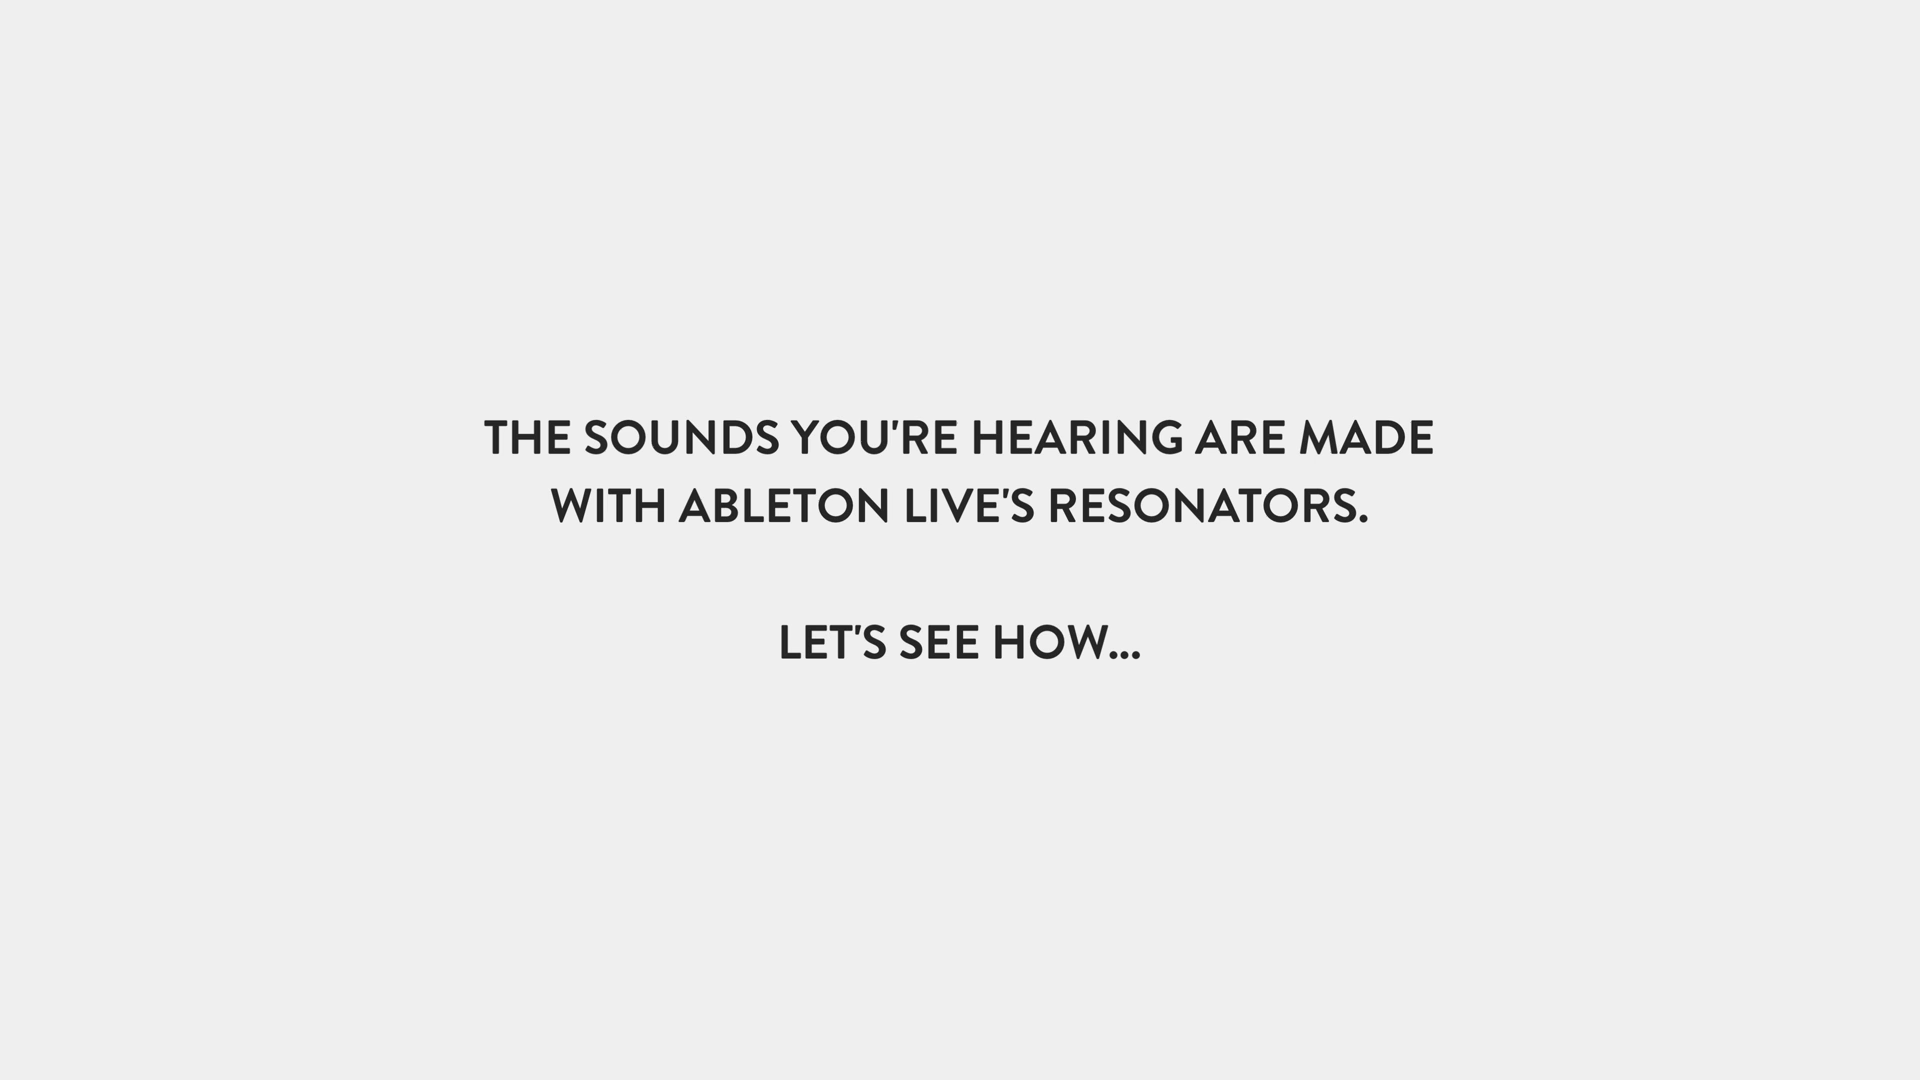 THE SOUNDS YOU'RE HEARING ARE MADE
WITH ABLETON LIVE'S RESONATORS.
LET'S SEE HOW...